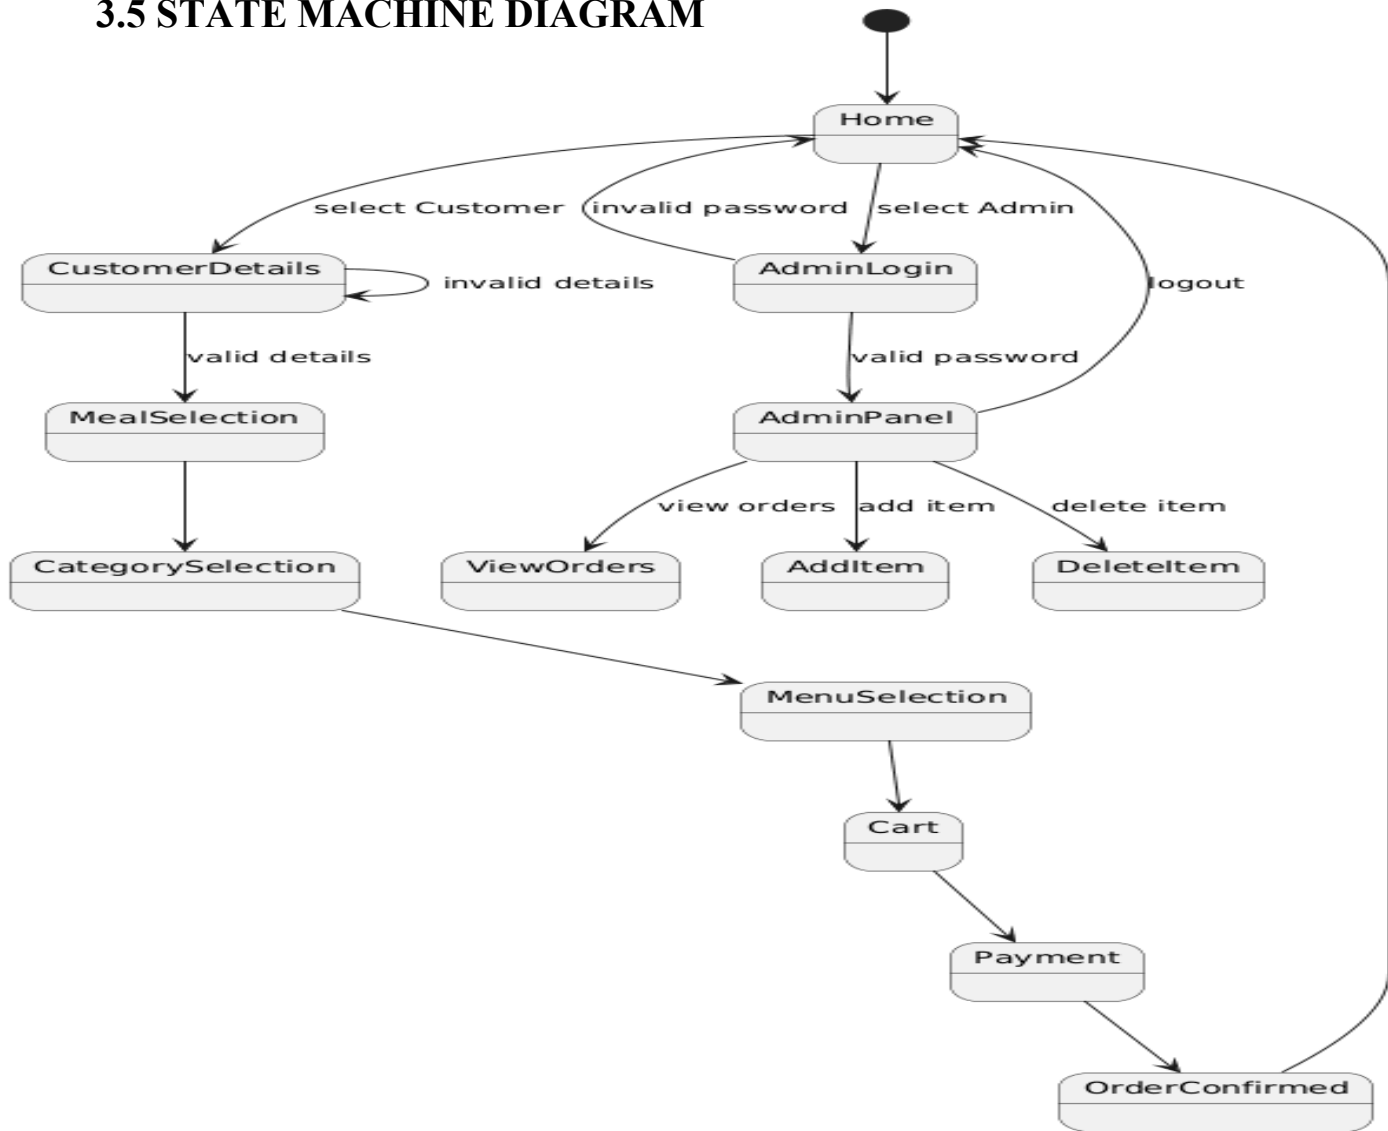 3.5 STATE MACHINE DIAGRAM
Home
select Customer
invalid password
select Admin
CustomerDetails
invalid details
AdminLogin
logout
valid details
valid password
MealSelection
AdminPanel
view orders
add item
delete item
CategorySelection
ViewOrders
AddItem
DeleteItem
MenuSelection
Cart
Payment
OrderConfirmed